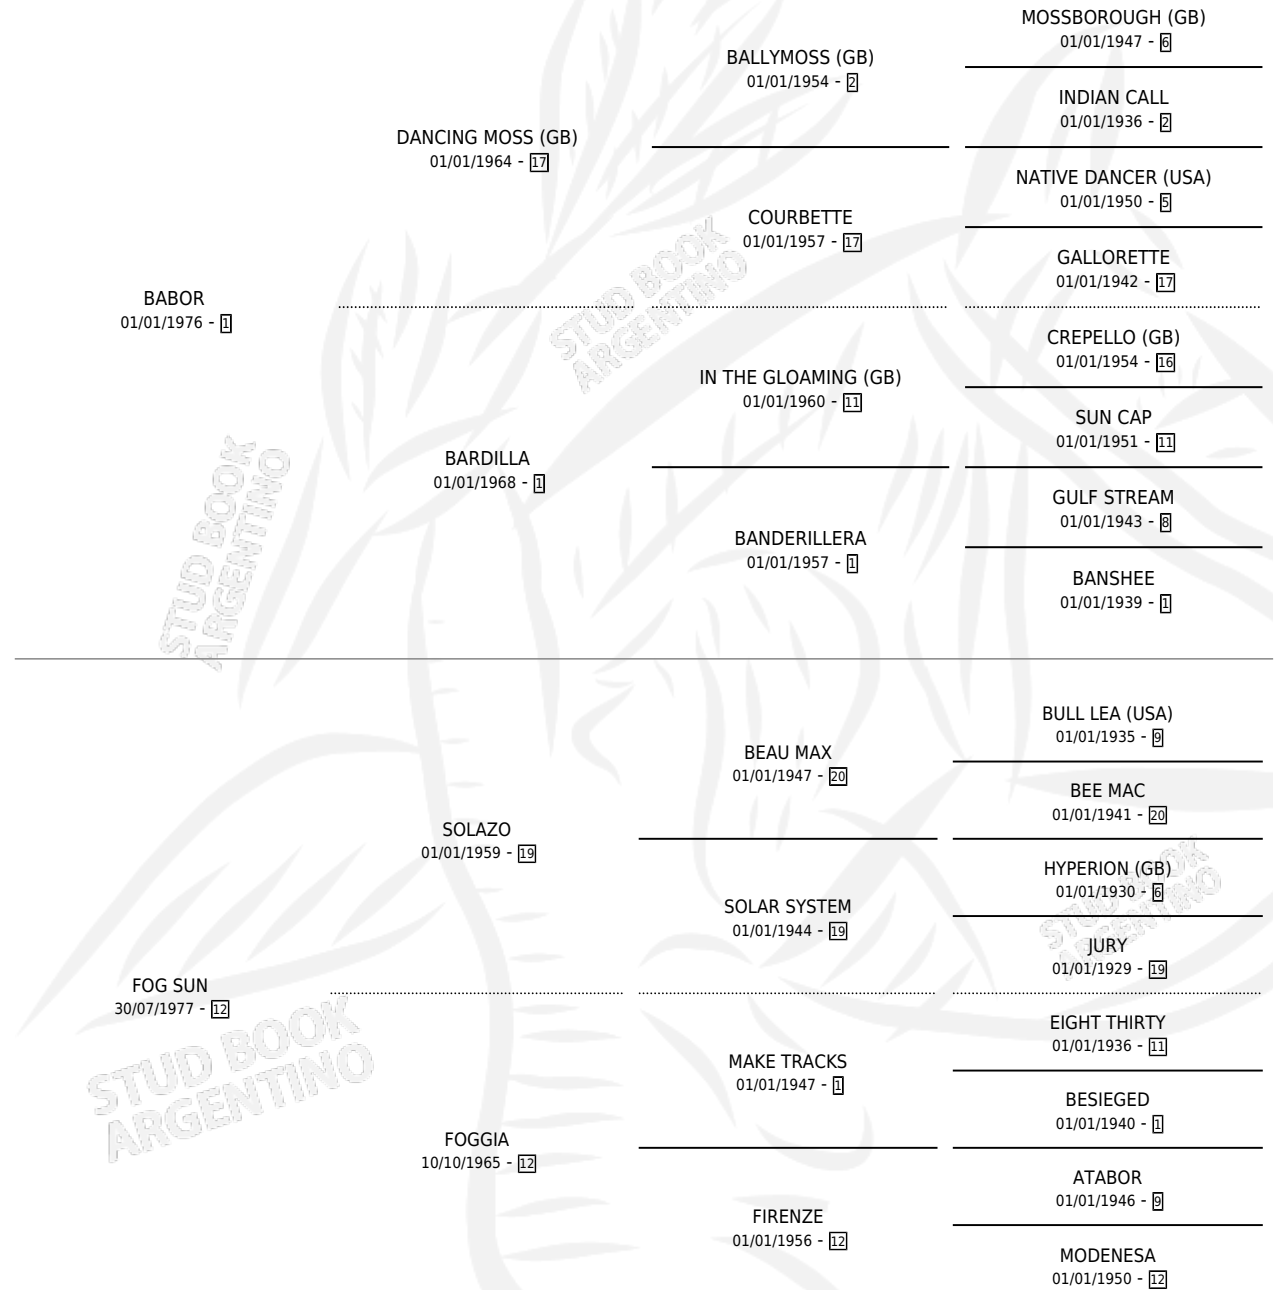 MOSSBOROUGH (GB)
01/01/1947 - 6
BALLYMOSS (GB)
01/01/1954 - 2
INDIAN CALL
01/01/1936 - 2
DANCING MOSS (GB)
01/01/1964 - 17
NATIVE DANCER (USA)
01/01/1950 - 5
COURBETTE
01/01/1957 - 17
GALLORETTE
01/01/1942 - 17
BABOR
01/01/1976 - 1
CREPELLO (GB)
01/01/1954 - 16
IN THE GLOAMING (GB)
01/01/1960 - 11
SUN CAP
01/01/1951 - 11
BARDILLA
01/01/1968 - 1
GULF STREAM
01/01/1943 - 8
BANDERILLERA
01/01/1957 - 1
BANSHEE
01/01/1939 - 1
STUD BOOK
ARGENTINO
STUD BOOK
ARGENTINO
BULL LEA (USA)
01/01/1935 - 9
BEAU MAX
01/01/1947 - 20
BEE MAC
01/01/1941 - 20
SOLAZO
01/01/1959 - 19
HYPERION (GB)
01/01/1930 - 6
SOLAR SYSTEM
01/01/1944 - 19
JURY
01/01/1929 - 19
FOG SUN
30/07/1977 - 12
EIGHT THIRTY
01/01/1936 - 11
MAKE TRACKS
01/01/1947 - 1
BESIEGED
01/01/1940 - 1
FOGGIA
10/10/1965 - 12
ATABOR
01/01/1946 - 9
FIRENZE
01/01/1956 - 12
MODENESA
01/01/1950 - 12
STUD BOOK
ARGENTINO
STUD BOOK
ARGENTINO